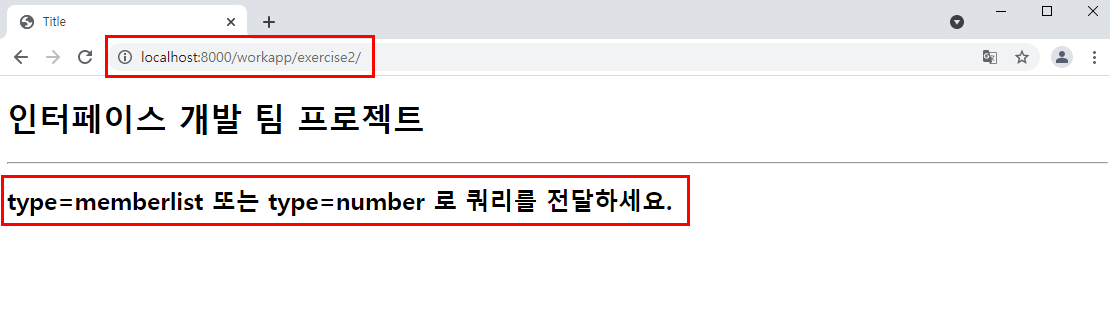 Title
localhost:8000/workapp/exercise2/
인터페이스 개발 팀 프로젝트
type=memberlist 또는 type=number 로 쿼리를 전달하세요.